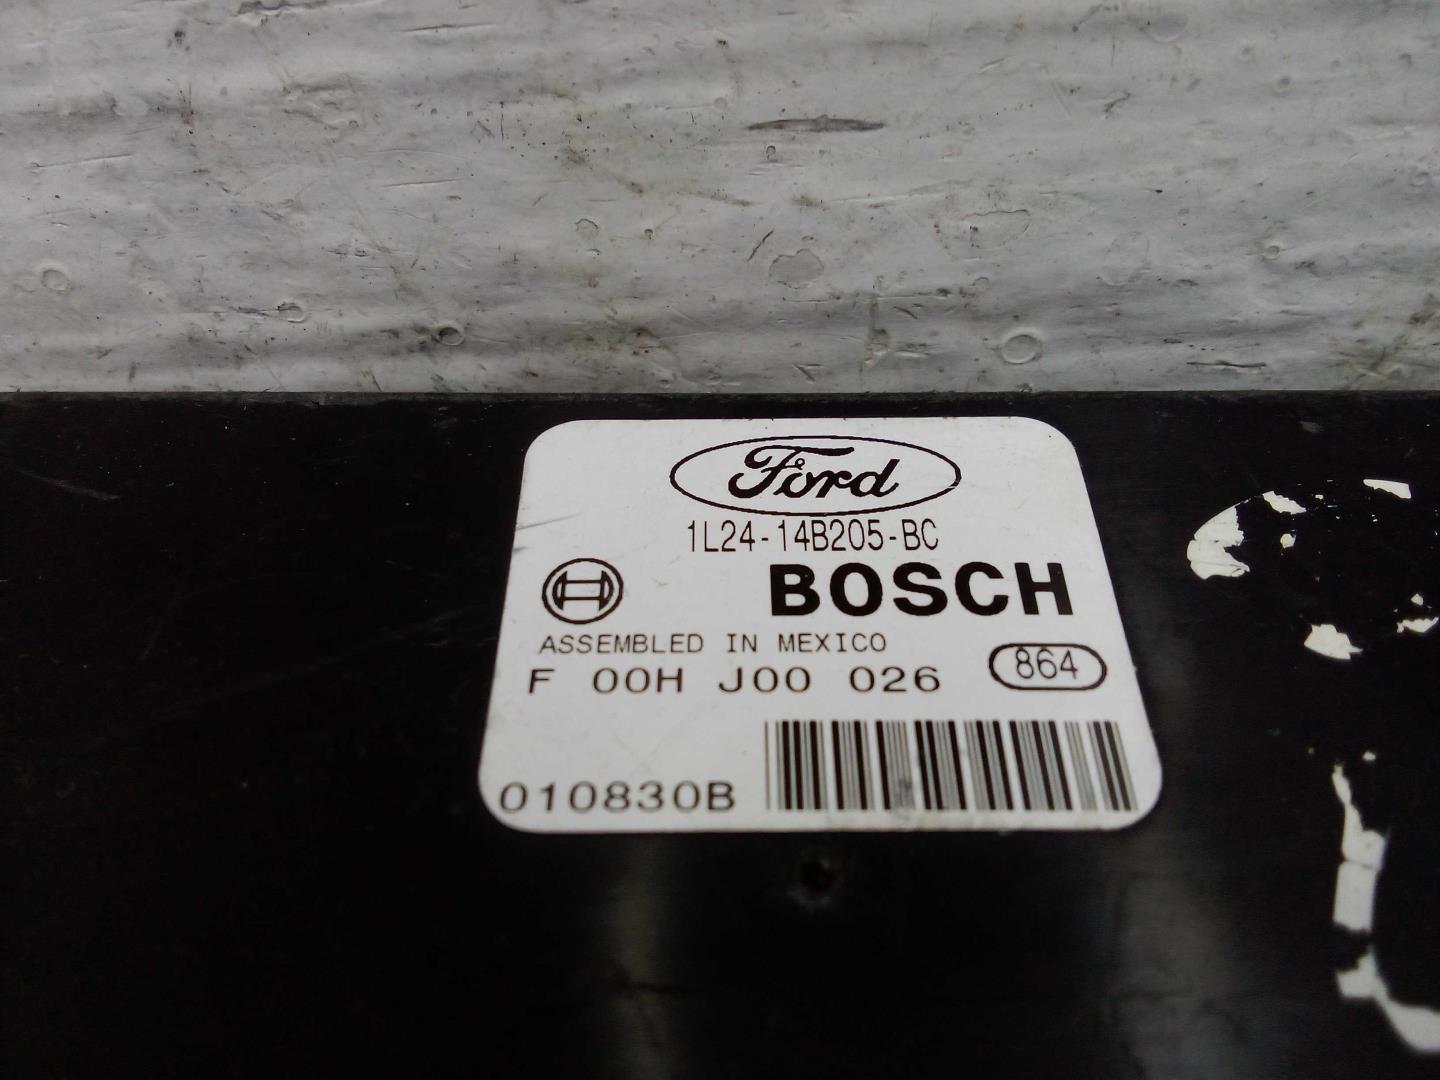 Ford
1L24-14B205-BC
BOSCH
ASSEMBLED IN MEXICO
F 00H J00 026 864
010830B